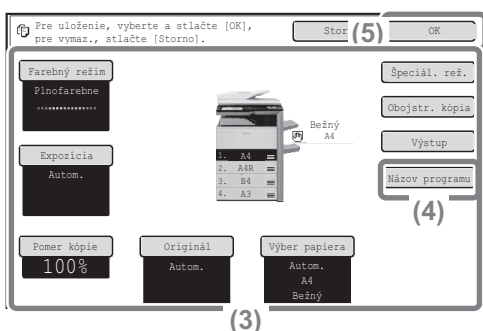 Pre uloženie, vyberte a stlačte [OK],
pre vymaz., stlačte [Storno].
Stor
(5)
OK
Farebný režim
Plnofarebne
Expozícia
Autom.
Bežný
A4
1. A4
2. A4R
3. B4
4. A3
Špeciál. rež.
Obojstr. kópia
Výstup
Názov programu
(4)
Pomer kópie
100%
Originál
Autom.
Výber papiera
Autom.
A4
Bežný
(3)